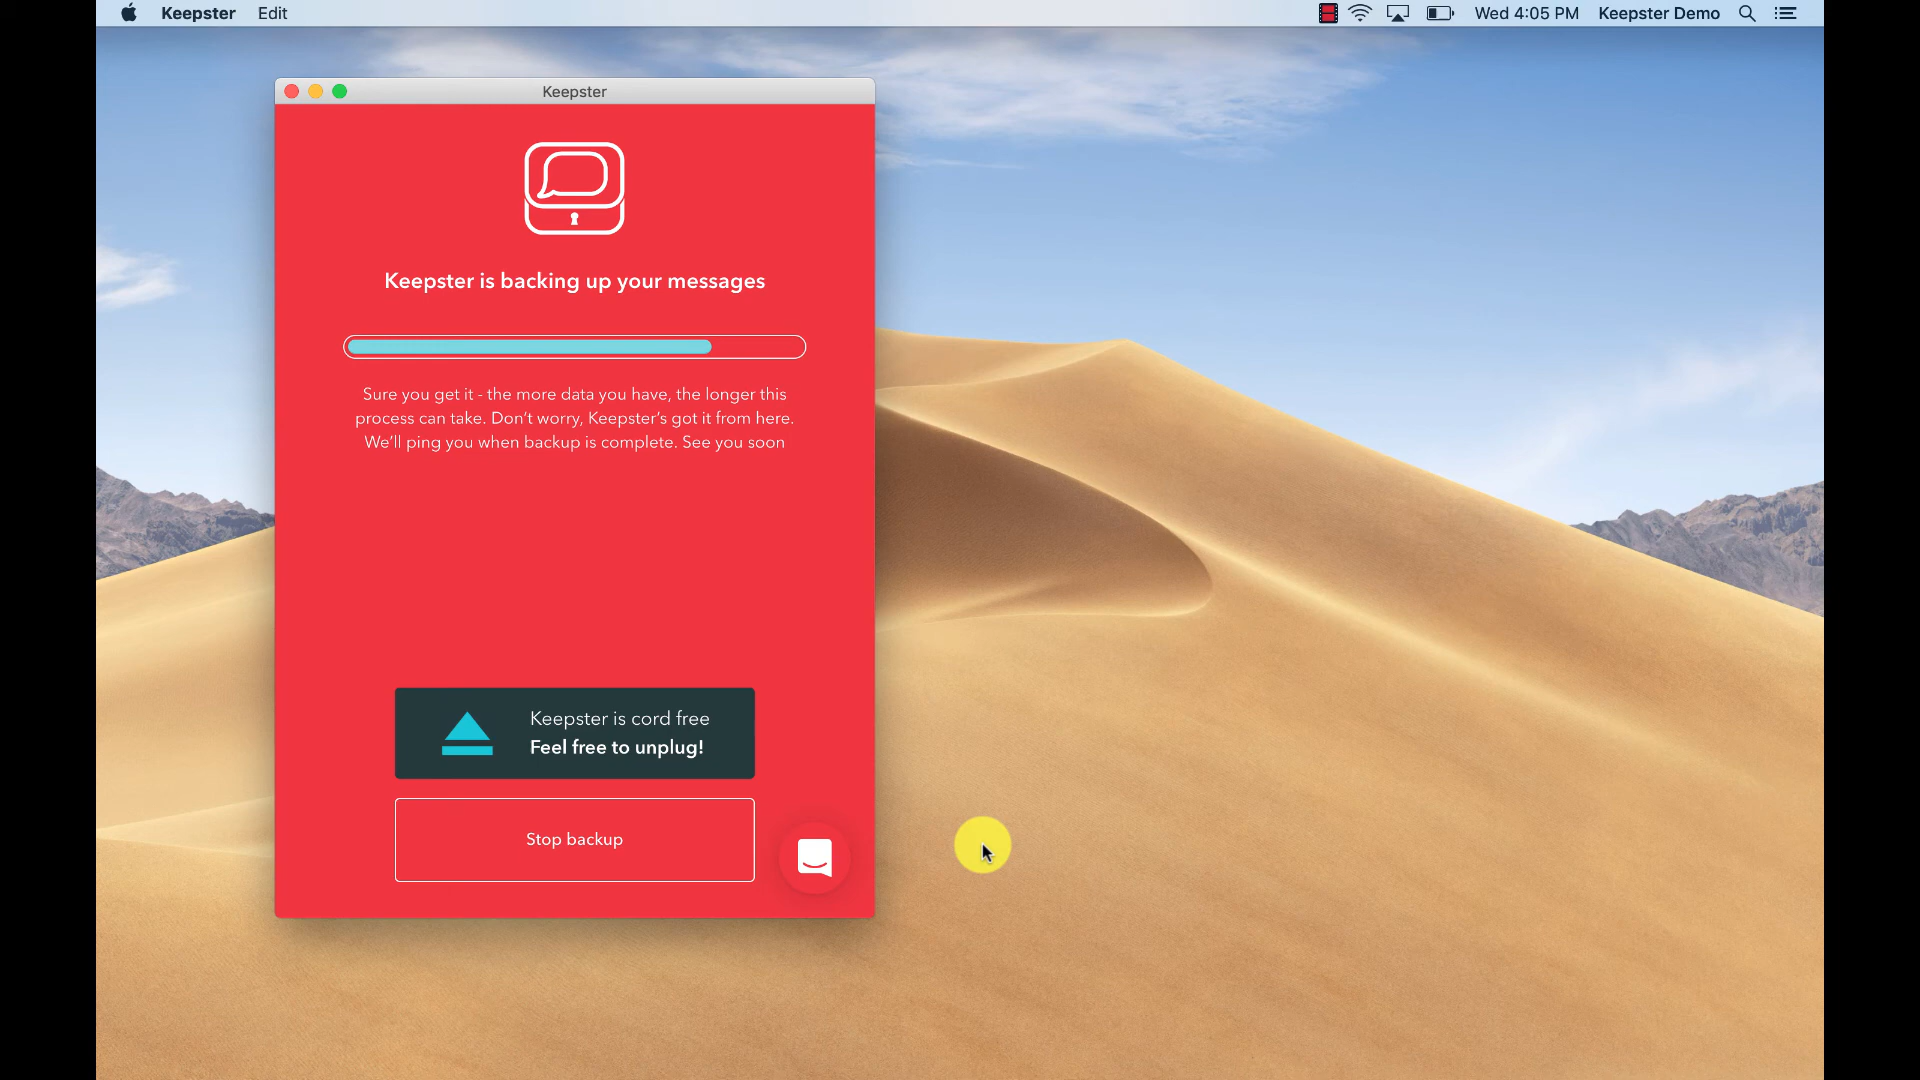 Keepster Edit Wed 4:05 PM Keepster Demo
Keepster
Keepster is backing up your messages
Sure you get it - the more data you have, the longer this
process can take. Don't worry, Keepster's got it from here.
We'll ping you when backup is complete. See you soon
Keepster is cord free
Feel free to unplug!
Stop backup